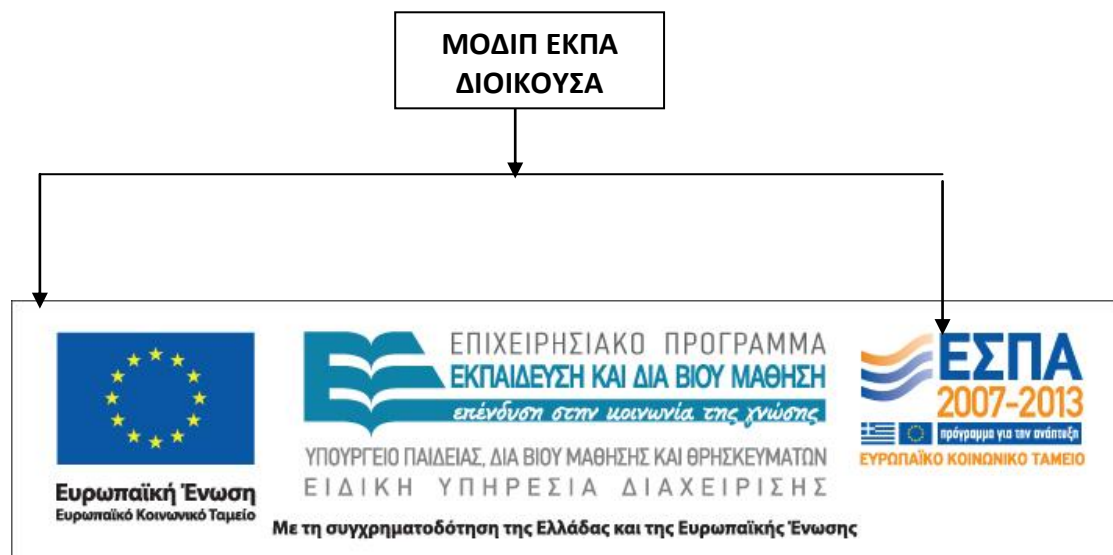 ΜΟΔΙΠ ΕΚΠΑ
ΔΙΟΙΚΟΥΣΑ
Ευρωπαϊκή Ένωση
Ευρωπαϊκό Κοινωνικό Ταμείο
ΕΠΙΧΕΙΡΗΣΙΑΚΟ ΠΡΟΓΡΑΜΜΑ
ΕΚΠΑΙΔΕΥΣΗ ΚΑΙ ΔΙΑ ΒΙΟΥ ΜΑΘΗΣΗ
επένδυση στην κοινωνία της γνώσης
ΥΠΟΥΡΓΕΙΟ ΠΑΙΔΕΙΑΣ, ΔΙΑ ΒΙΟΥ ΜΑΘΗΣΗΣ ΚΑΙ ΘΡΗΣΚΕΥΜΑΤΩΝ
ΕΙΔΙΚΗ ΥΠΗΡΕΣΙΑ ΔΙΑΧΕΙΡΙΣΗΣ
Με τη συγχρηματοδότηση της Ελλάδας και της Ευρωπαϊκής Ένωσης
ΕΣΠΑ
2007-2013
πρόγραμμα για την ανάπτυξη
ΕΥΡΩΠΑΪΚΟ ΚΟΙΝΩΝΙΚΟ ΤΑΜΕΙΟ